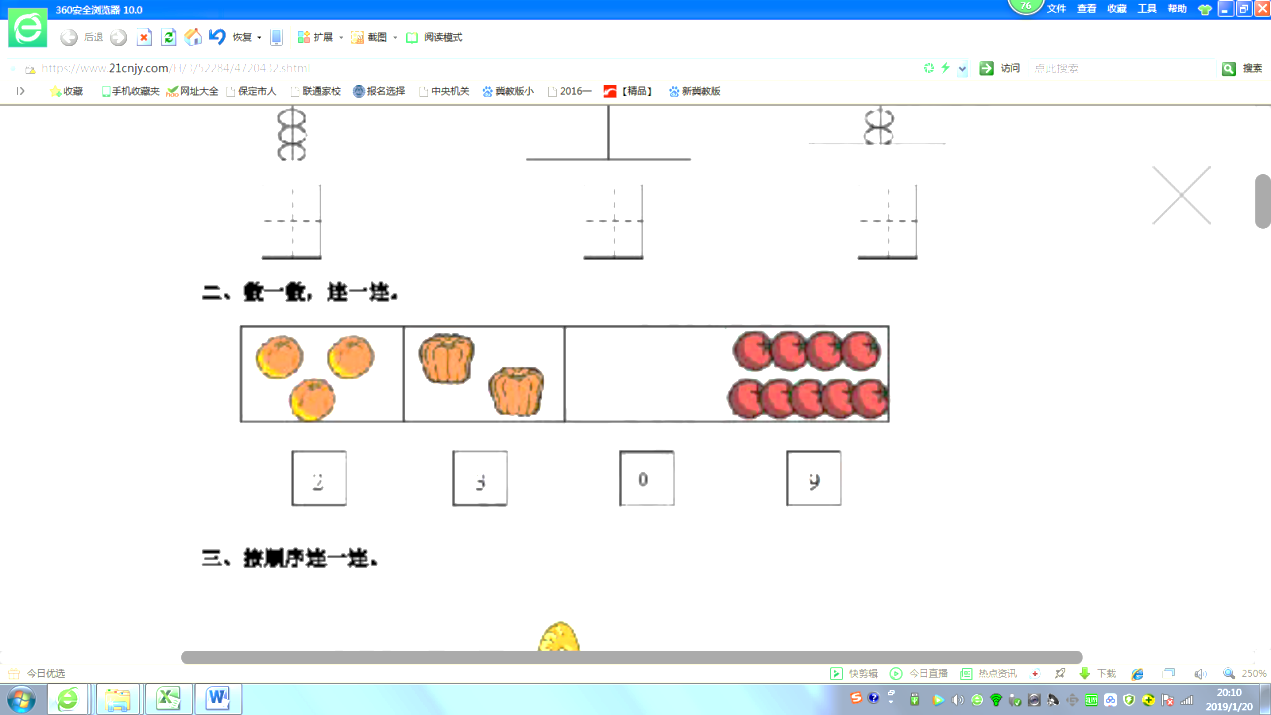 360安全浏览器 10.0
76 文件 查看 收藏 工具 帮助
后退 恢复 扩展 截图 阅读模式
访问 点此搜索 搜索
收藏 手机收藏夹 网址大全 保定市人 联通家校 报名选择 中央机关 冀教版小 2016一 【精品】 新冀教版
二、数一数，连一连。
2 3 0 9
三、按顺序连一连。
今日优选 快剪辑 今日直播 热点资讯 下载 250%
20:10
2019/1/20